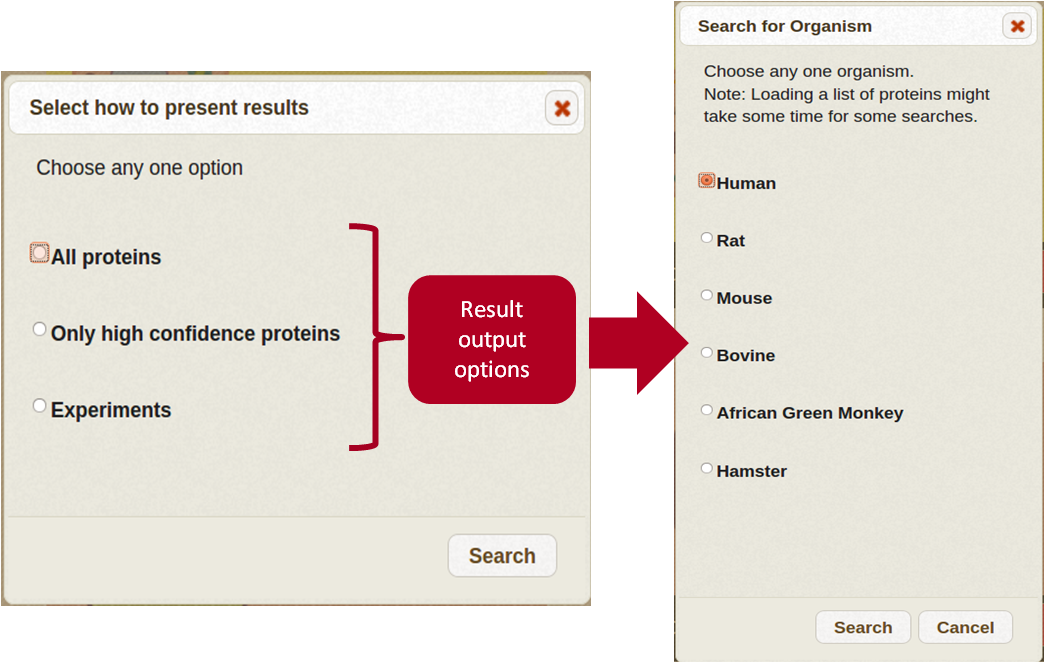 Select how to present results
Choose any one option
All proteins
Only high confidence proteins
Experiments
Search
Result
output
options
Search for Organism
Choose any one organism.
Note: Loading a list of proteins might
take some time for some searches.
Human
Rat
Mouse
Bovine
African Green Monkey
Hamster
Search
Cancel